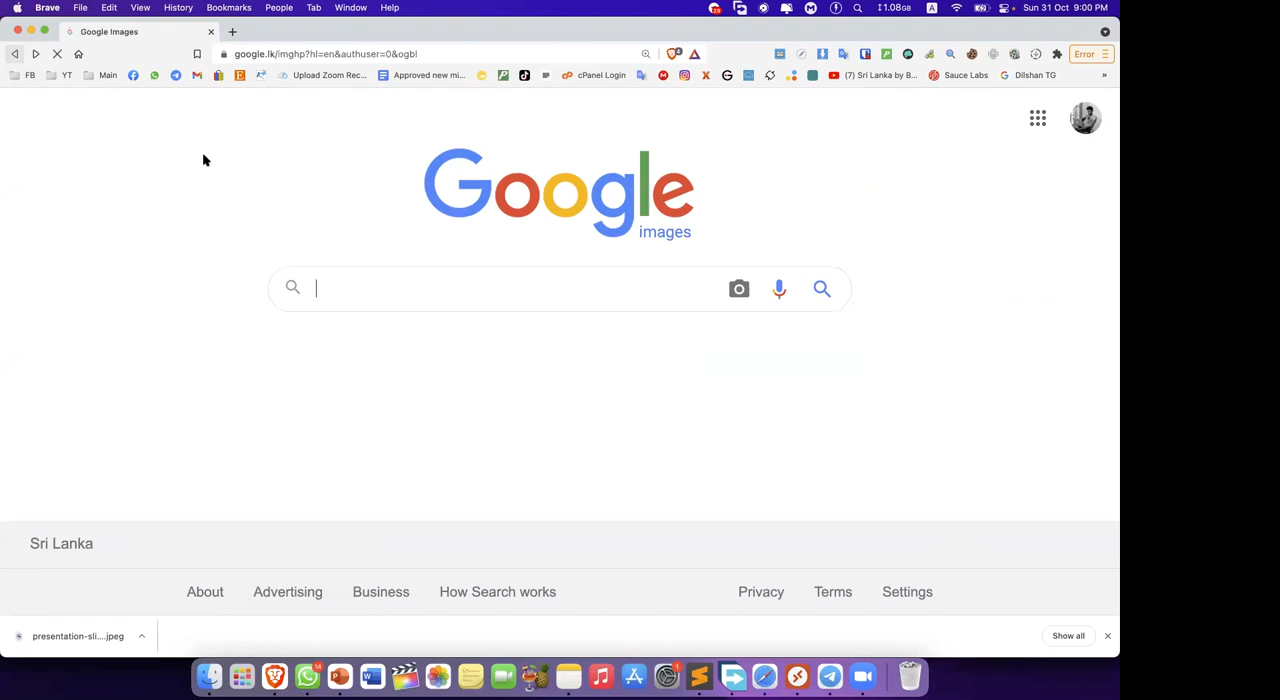 Brave File Edit View History Bookmarks People Tab Window Help 1.08GB A Sun 31 Oct 9:00 PM
Google Images
google.lk/imghp?hl=en&authuser=0&ogbl Error
FB YT Main Upload Zoom Rec... Approved new mi... cPanel Login (7) Sri Lanka by B... Sauce Labs Dilshan TG »
Google
images
Sri Lanka
About Advertising Business How Search works Privacy Terms Settings
presentation-sli....jpeg Show all
14 1